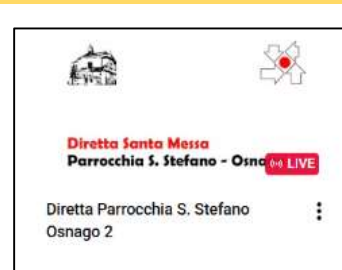 Diretta Santa Messa
Parrocchia S. Stefano - Osna
LIVE
Diretta Parrocchia S. Stefano
Osnago 2